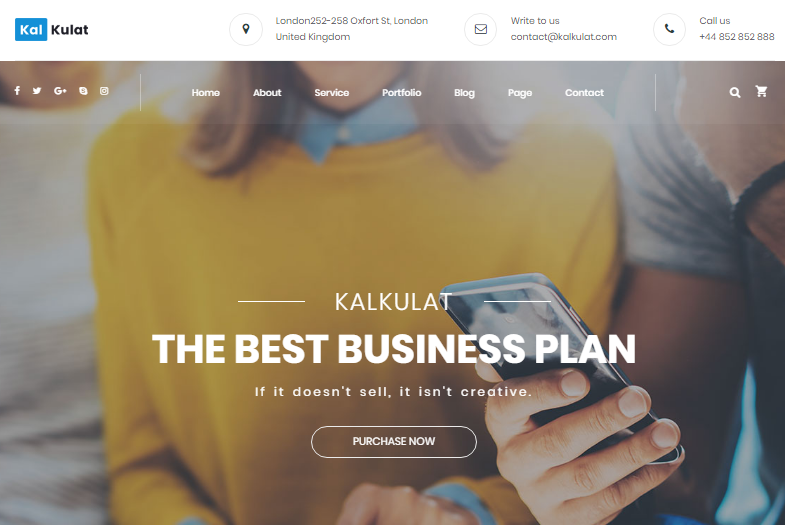 Kal Kulat
London252-258 Oxfort St, London
United Kingdom
Write to us
contact@kalkulat.com
Call us
+44 852 852 888
Home About Service Portfolio Blog Page Contact
KALKULAT
THE BEST BUSINESS PLAN
If it doesn't sell, it isn't creative.
PURCHASE NOW